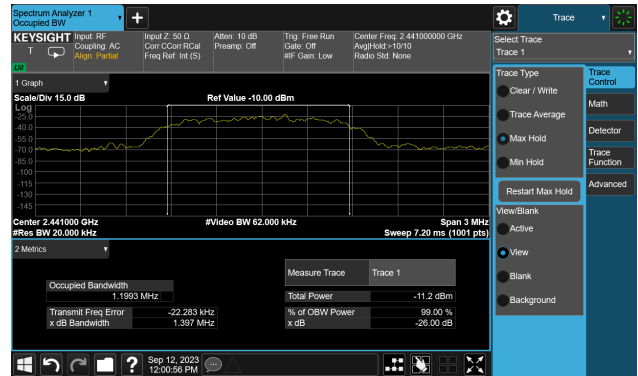 Spectrum Analyzer 1
Occupied BW
Trace
KEYSIGHT
Input: RF
Coupling: AC
Align: Partial
Input Z: 50 Ω
Corr CCorr RCal
Freq Ref: Int (S)
Atten: 10 dB
Preamp: Off
Trig: Free Run
Gate: Off
#IF Gain: Low
Center Freq: 2.441000000 GHz
Avg|Hold:>10/10
Radio Std: None
T
LXI
Select Trace
Trace 1
1 Graph
Scale/Div 15.0 dB
Ref Value -10.00 dBm
Log
-25.0
-40.0
-55.0
-70.0
-85.0
-100
-115
-130
-145
Center 2.441000 GHz
#Video BW 62.000 kHz
Span 3 MHz
#Res BW 20.000 kHz
Sweep 7.20 ms (1001 pts)
2 Metrics
Occupied Bandwidth
1.1993 MHz
Transmit Freq Error
-22.283 kHz
x dB Bandwidth
1.397 MHz
Measure Trace
Trace 1
Total Power
-11.2 dBm
% of OBW Power
99.00 %
x dB
-26.00 dB
Trace Type
Clear / Write
Trace Average
Max Hold
Min Hold
Restart Max Hold
View/Blank
Active
View
Blank
Background
Trace
Control
Math
Detector
Trace
Function
Advanced
?
Sep 12, 2023
12:00:56 PM